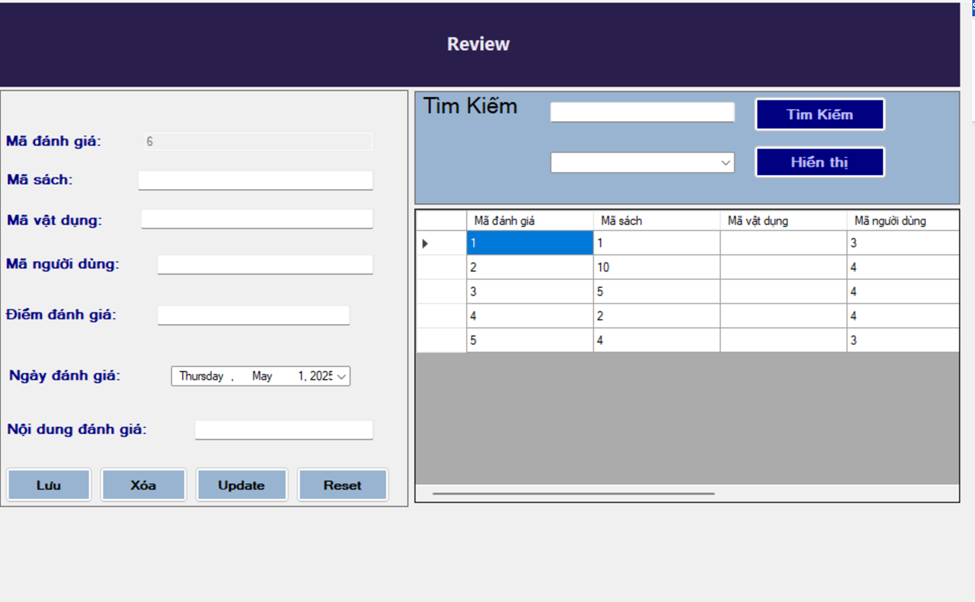 Review
Mã đánh giá: 6
Mã sách:
Mã vật dụng:
Mã người dùng:
Điểm đánh giá:
Ngày đánh giá: Thursday , May 1, 2025
Nội dung đánh giá:
Lưu Xóa Update Reset
Tìm Kiếm Tìm Kiếm
Hiển thị
Mã đánh giá Mã sách Mã vật dụng Mã người dùng
1 1 3
2 10 4
3 5 4
4 2 4
5 4 3